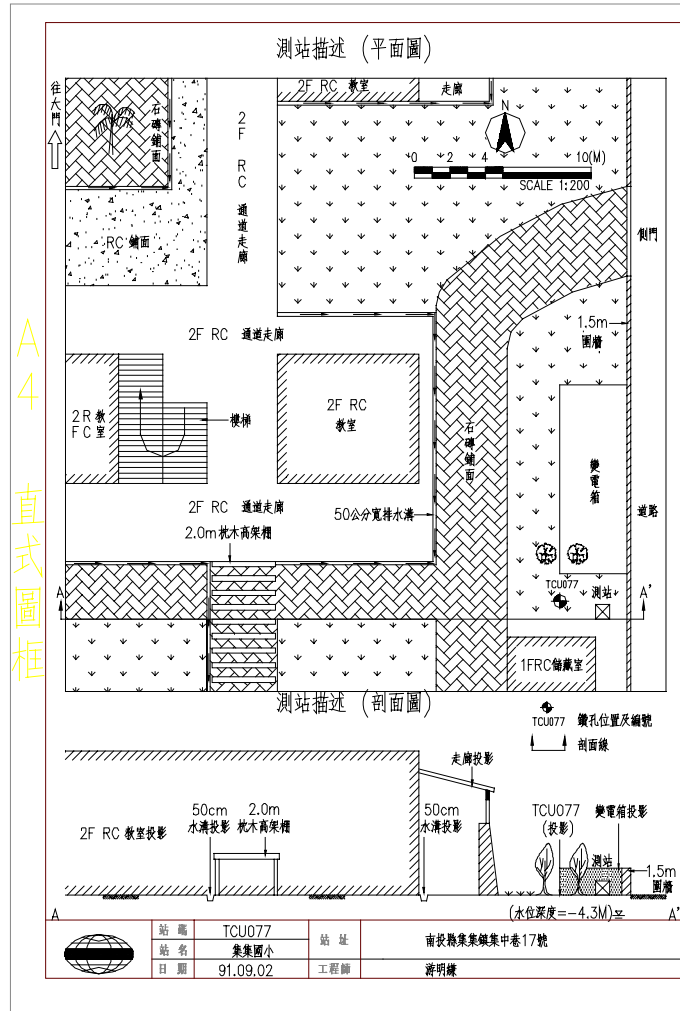 測站描述 (平面圖)
往大門
石磚鋪面
2F RC 通道走廊
2F RC 教室
走廊
N
0 2 4 10(M)
SCALE 1:200
RC 鋪面
側門
2F RC 通道走廊
1.5m
圍牆
2R教
FC室
樓梯
2F RC
教室
石磚鋪面
變電箱
2F RC 通道走廊
50公分寬排水溝
道路
2.0m 枕木高架棚
A
TCU077
測站
A'
1FRC儲藏室
A4 直式圖框
測站描述 (剖面圖)
TCU077 鑽孔位置及編號
剖面線
走廊投影
2F RC 教室投影
50cm
水溝投影
2.0m
枕木高架棚
50cm
水溝投影
TCU077
(投影)
變電箱投影
測站
1.5m
圍牆
A
(水位深度=-4.3M)
A'
站碼 TCU077
站名 集集國小
日期 91.09.02
站址 南投縣集集鎮集中巷17號
工程師 游明鎌